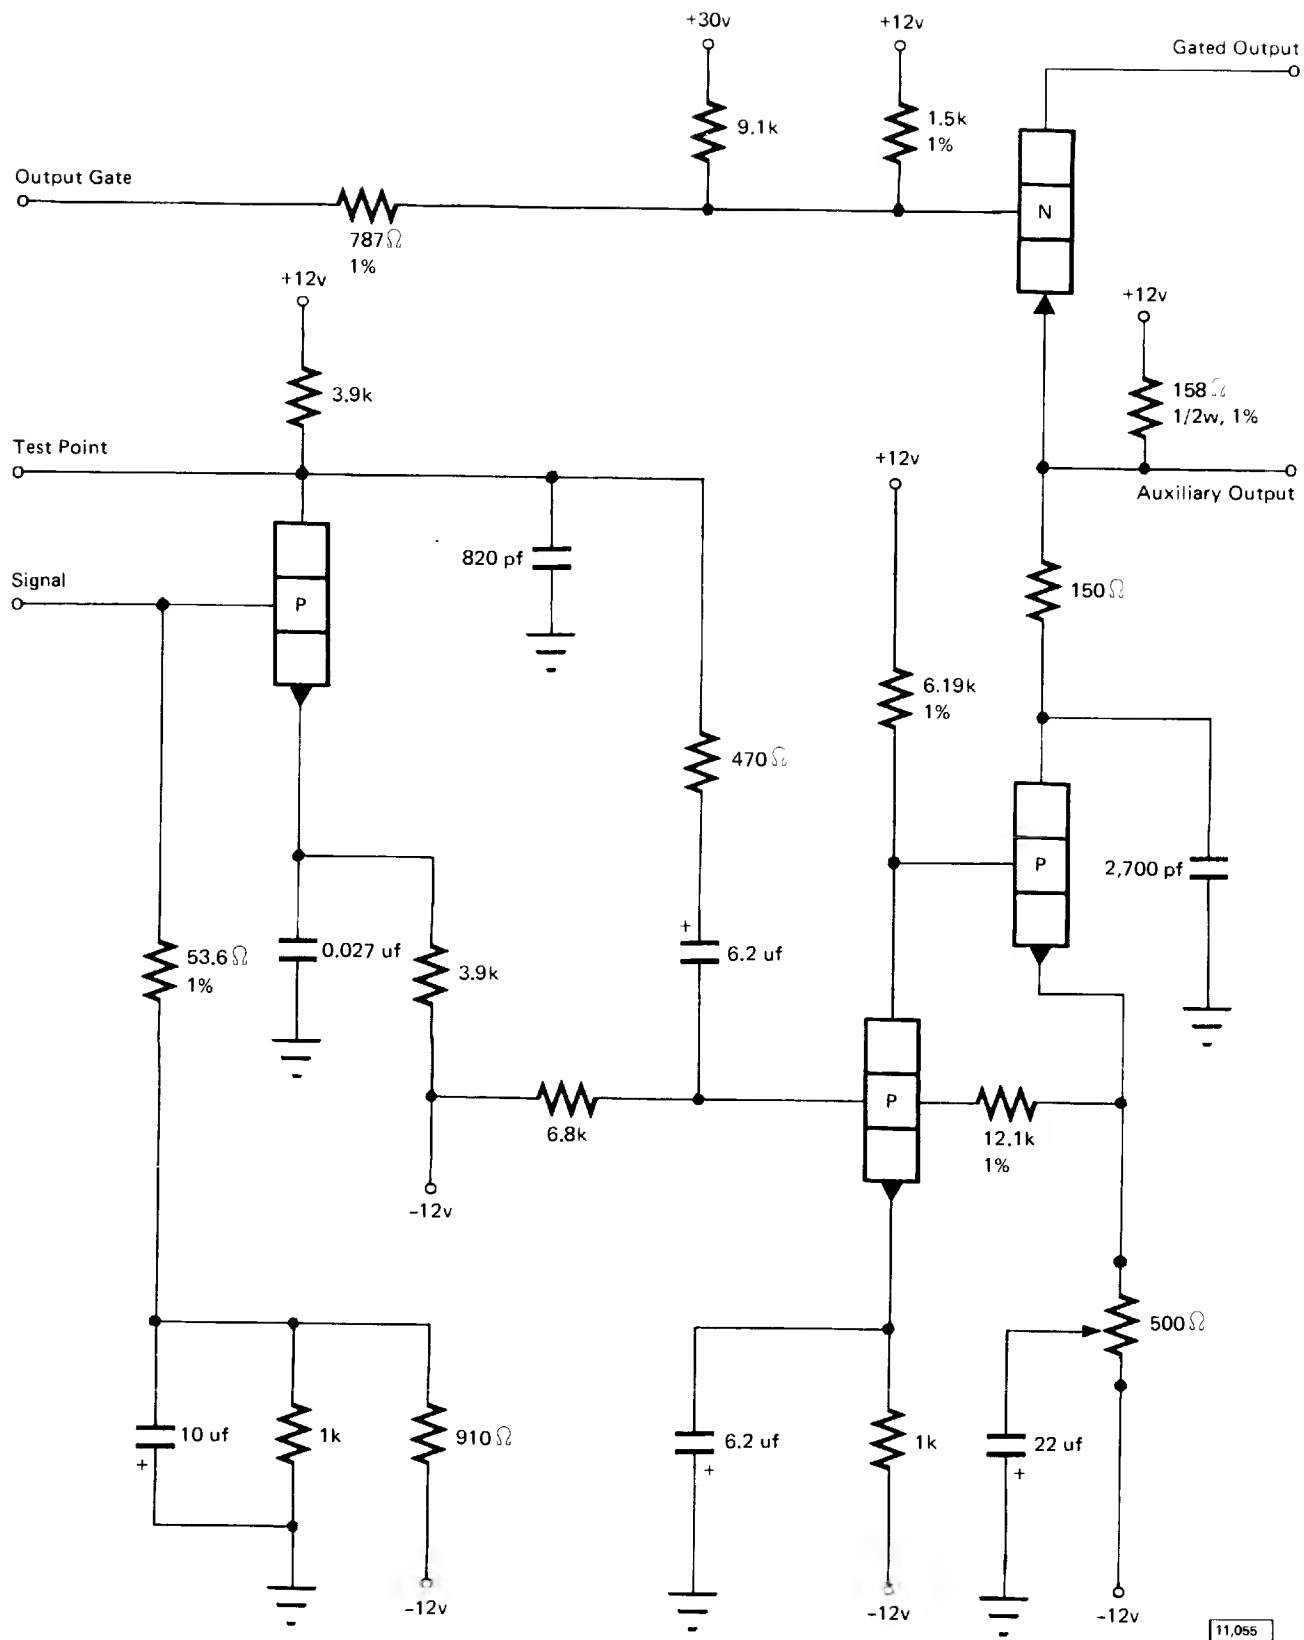 +30v
+12v
Gated Output
9.1k
1.5k
1%
Output Gate
N
787Ω
1%
+12v
+12v
3.9k
158Ω
1/2w, 1%
Test Point
+12v
Auxiliary Output
820 pf
Signal
P
150Ω
6.19k
1%
470Ω
P
2,700 pf
53.6Ω
1%
0.027 uf
3.9k
+
6.2 uf
P
6.8k
12.1k
1%
-12v
500Ω
10 uf
+
1k
910Ω
6.2 uf
+
1k
22 uf
+
-12v
-12v
-12v
11,055